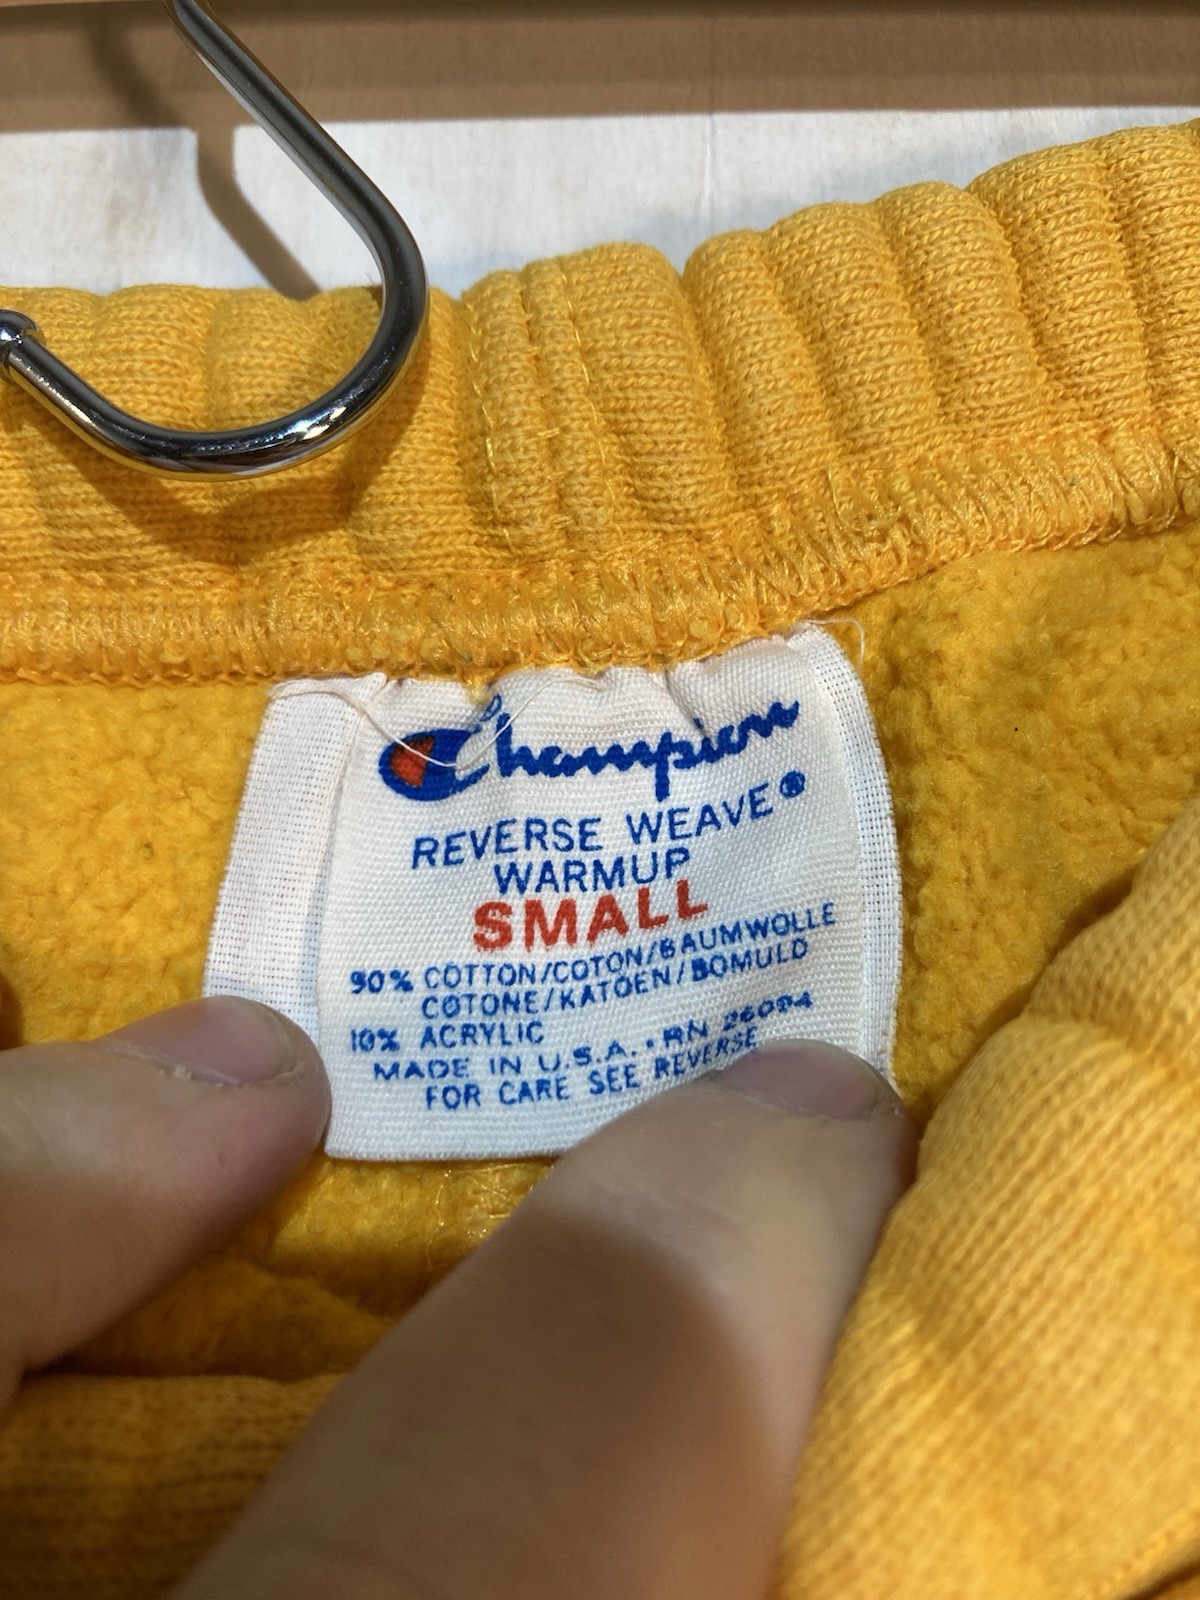 Champion
REVERSE WEAVE®
WARMUP
SMALL
90% COTTON/COTON/BAUMWOLLE
COTONE/KATOEN/BOMULD
10% ACRYLIC
MADE IN U.S.A. • RN 26094
FOR CARE SEE REVERSE